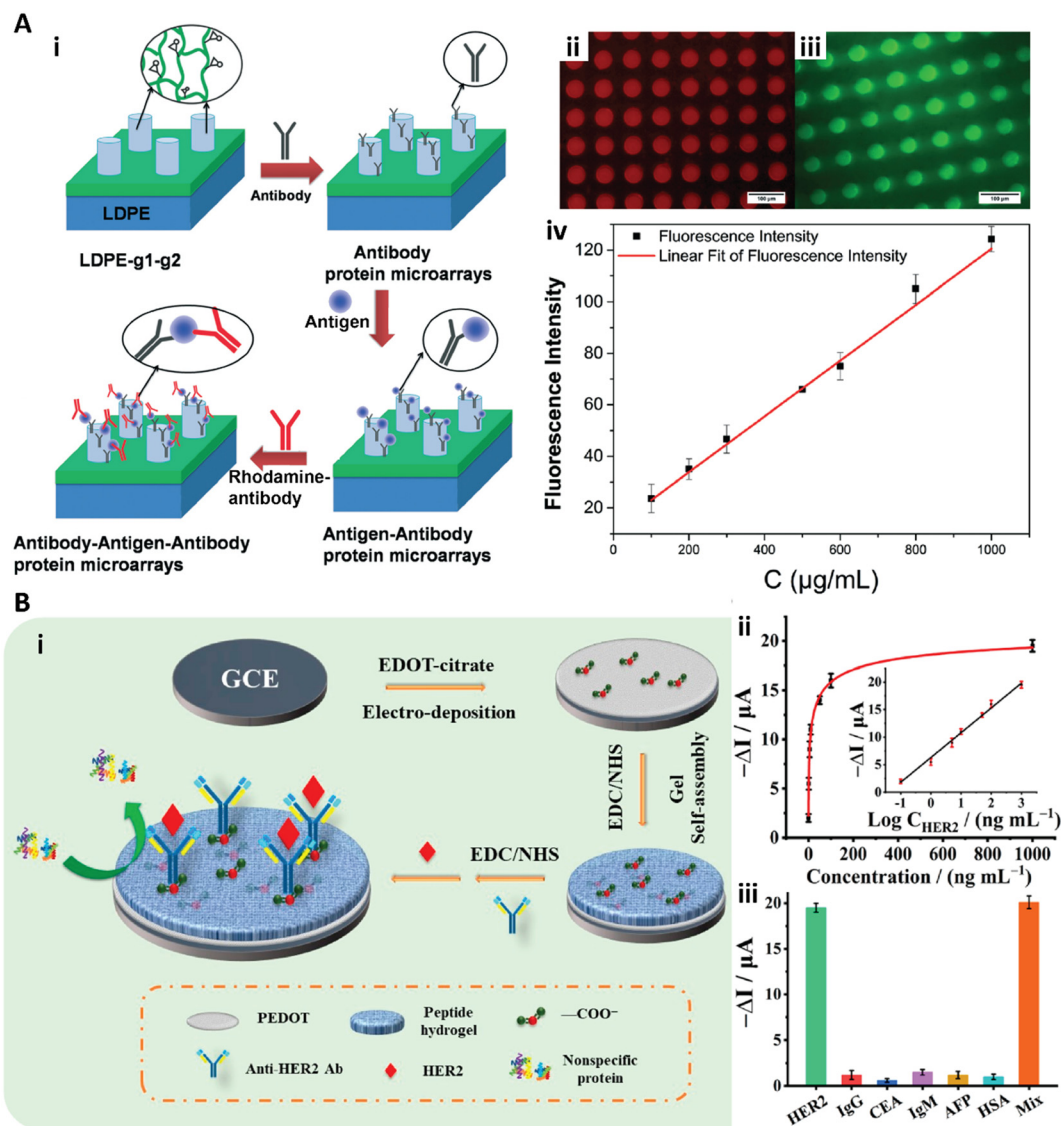 A
i
LDPE
LDPE-g1-g2
Antibody
Antibody
protein microarrays
Antigen
Rhodamine-
antibody
Antibody-Antigen-Antibody
protein microarrays
Antigen-Antibody
protein microarrays
ii
100 μm
iii
100 μm
iv
Fluorescence Intensity
Linear Fit of Fluorescence Intensity
Fluorescence Intensity
120
100
80
60
40
20
0 200 400 600 800 1000
C (μg/mL)
B
i
GCE
EDOT-citrate
Electro-deposition
EDC/NHS
Gel
Self-assembly
EDC/NHS
PEDOT
Peptide
hydrogel
—COO⁻
Anti-HER2 Ab
HER2
Nonspecific
protein
ii
−ΔI / μA
20
15
10
5
0
0 200 400 600 800 1000
Concentration / (ng mL⁻¹)
−ΔI / μA
20
15
10
5
0
-1 0 1 2 3
Log C_HER2 / (ng mL⁻¹)
iii
−ΔI / μA
20
15
10
5
0
HER2 IgG CEA IgM AFP HSA Mix